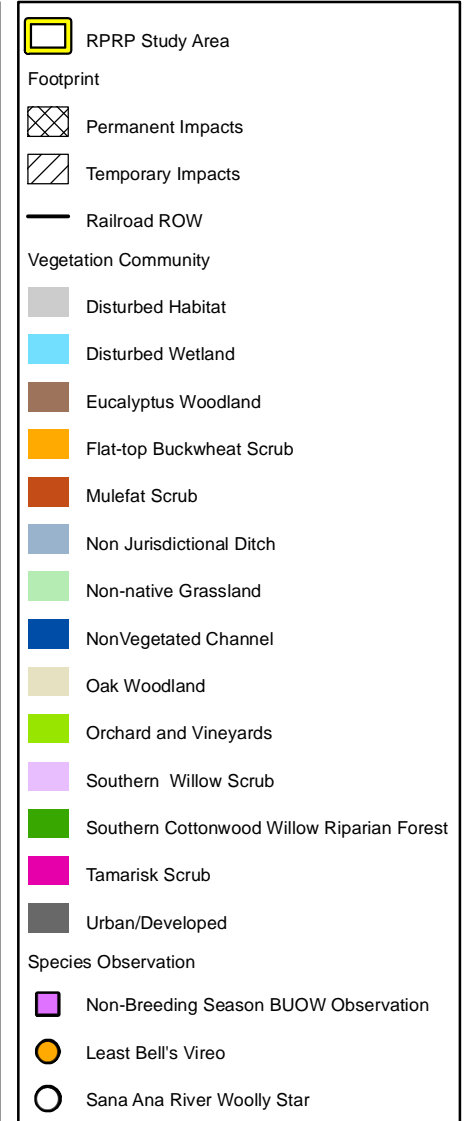 RPRP Study Area
Footprint
Permanent Impacts
Temporary Impacts
Railroad ROW
Vegetation Community
Disturbed Habitat
Disturbed Wetland
Eucalyptus Woodland
Flat-top Buckwheat Scrub
Mulefat Scrub
Non Jurisdictional Ditch
Non-native Grassland
NonVegetated Channel
Oak Woodland
Orchard and Vineyards
Southern  Willow Scrub
Southern Cottonwood Willow Riparian Forest
Tamarisk Scrub
Urban/Developed
Species Observation
Non-Breeding Season BUOW Observation
Least Bell's Vireo
Sana Ana River Woolly Star